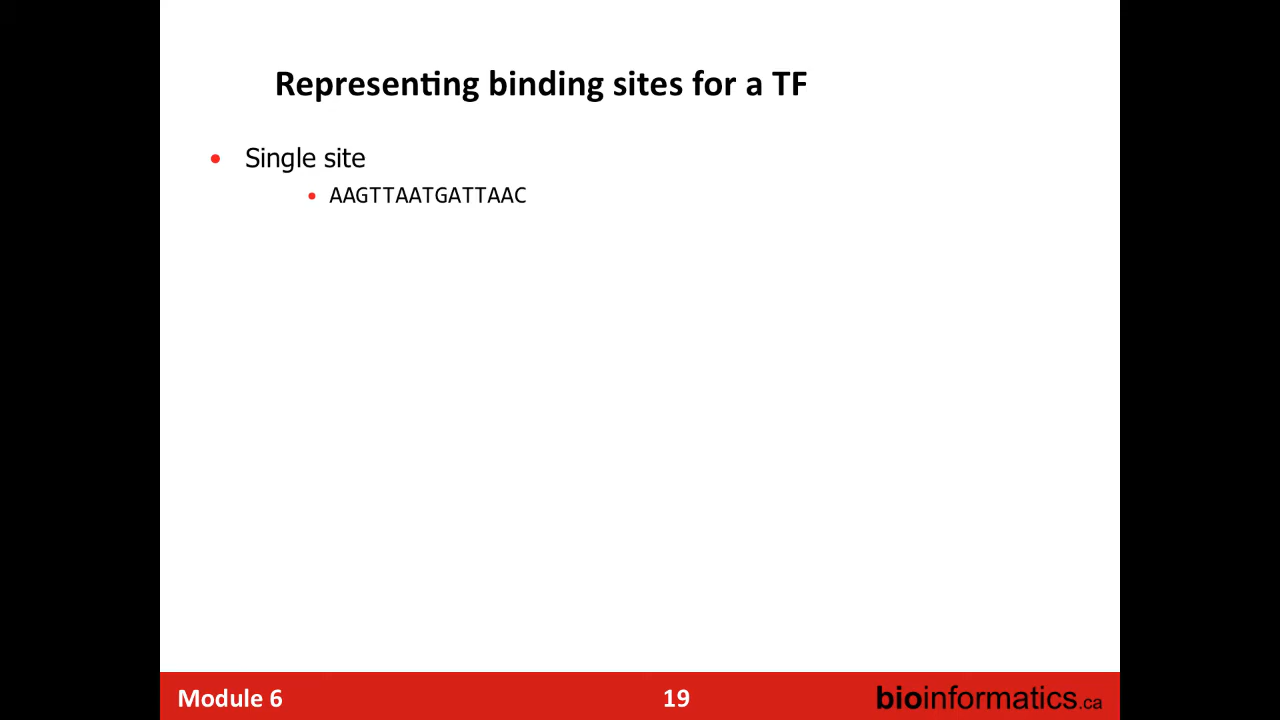 Representing binding sites for a TF
• Single site
• AAGTTAATGATTAAC
Module 6
19
bioinformatics.ca